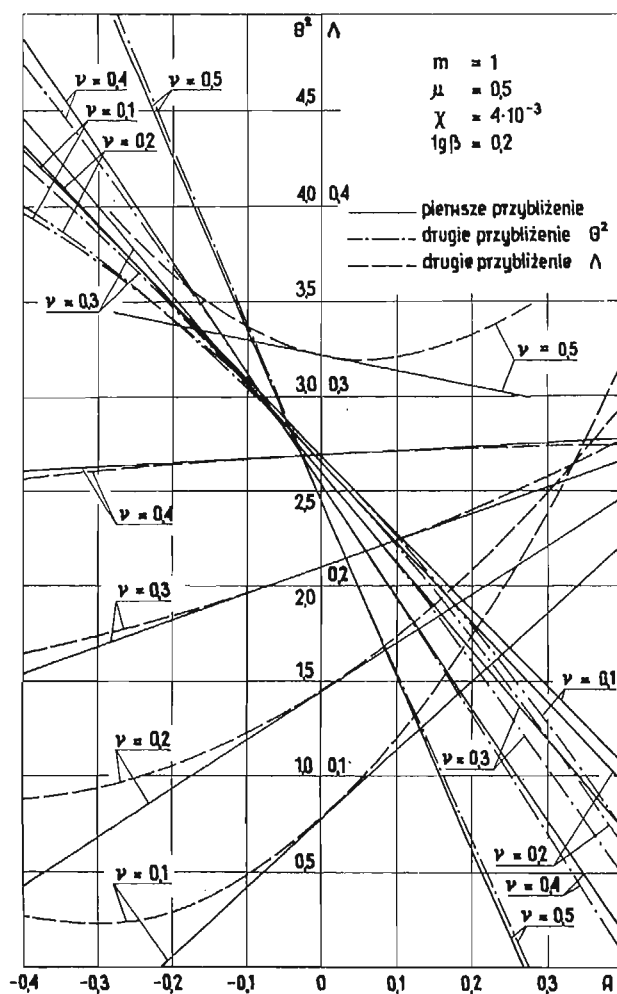 θ² Λ
ν = 0,4
ν = 0,5
ν = 0,1
ν = 0,2
m = 1
μ = 0,5
χ = 4·10⁻³
tgβ = 0,2
4,5
4,0 0,4
pierwsze przybliżenie
drugie przybliżenie θ²
drugie przybliżenie Λ
ν = 0,3
3,5
ν = 0,5
3,0 0,3
ν = 0,4
2,5
0,2
2,0
ν = 0,3
1,5
ν = 0,1
ν = 0,2
ν = 0,3
1,0 0,1
ν = 0,1
0,5
ν = 0,2
ν = 0,4
ν = 0,5
-0,4 -0,3 -0,2 -0,1 0 0,1 0,2 0,3 A